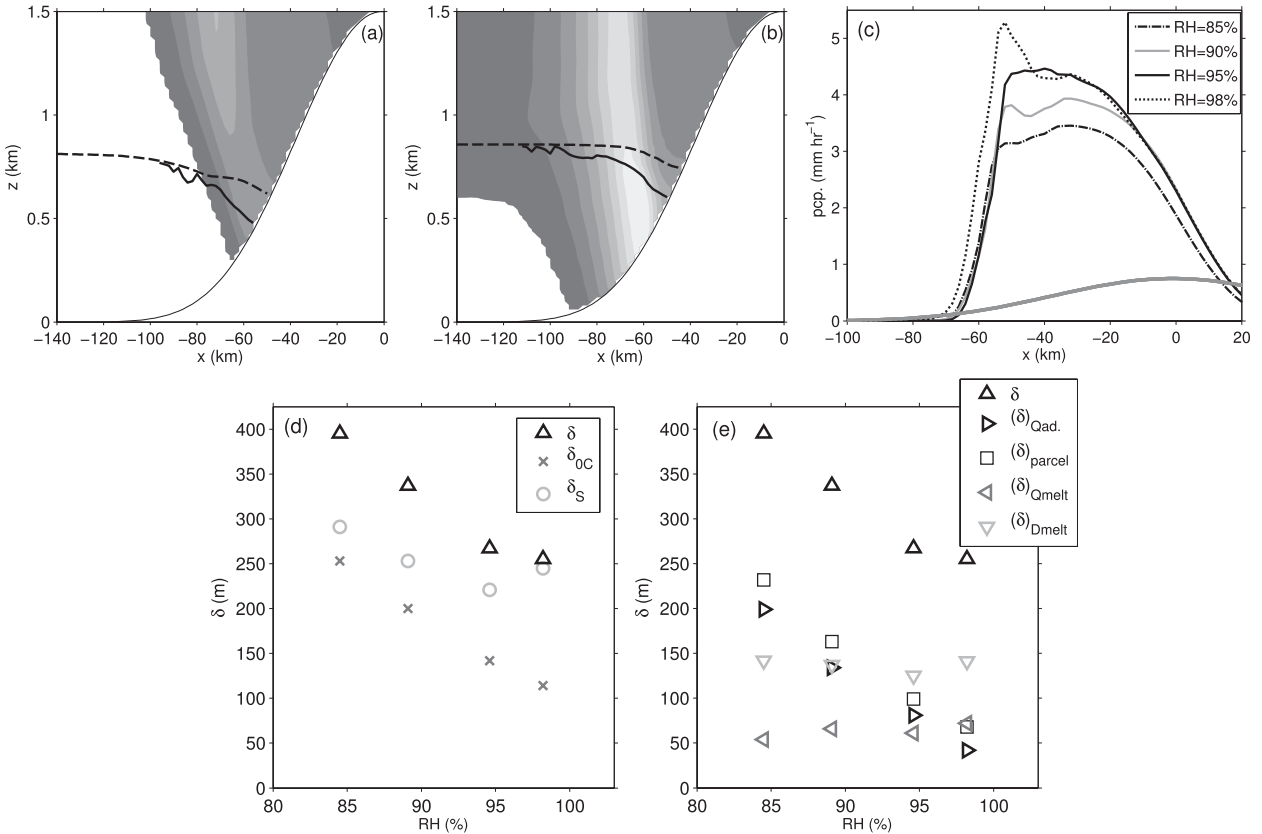 1.5
1
0.5
0
z (km)
(a)
−140
−120
−100
−80
−60
−40
−20
0
x (km)
1.5
1
0.5
0
z (km)
(b)
−140
−120
−100
−80
−60
−40
−20
0
x (km)
5
4
3
2
1
0
pcp. (mm hr⁻¹)
(c)
RH=85%
RH=90%
RH=95%
RH=98%
−100
−80
−60
−40
−20
0
20
x (km)
400
350
300
250
200
150
100
50
0
δ (m)
(d)
δ
δ0C
δS
80
85
90
95
100
RH (%)
400
350
300
250
200
150
100
50
0
δ (m)
(e)
δ
(δ)Qad.
(δ)parcel
(δ)Qmelt
(δ)Dmelt
80
85
90
95
100
RH (%)